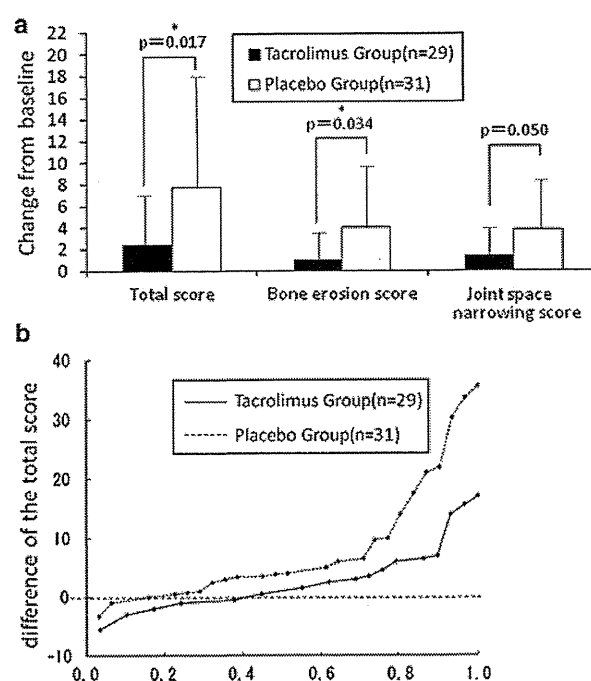 a
Change from baseline
22
20
18
16
14
12
10
8
6
4
2
0
*
p=0.017
Tacrolimus Group(n=29)
Placebo Group(n=31)
*
p=0.034
p=0.050
Total score
Bone erosion score
Joint space
narrowing score
b
difference of the total score
40
30
20
10
0
-10
Tacrolimus Group(n=29)
Placebo Group(n=31)
0.0
0.2
0.4
0.6
0.8
1.0